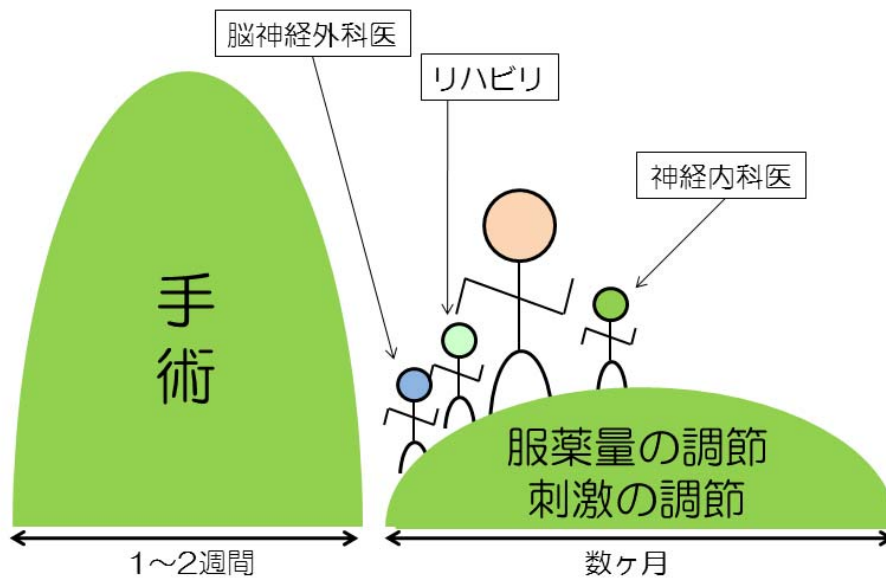 脳神経外科医
リハビリ
神経内科医
手
術
服薬量の調節
刺激の調節
1〜2週間
数ヶ月